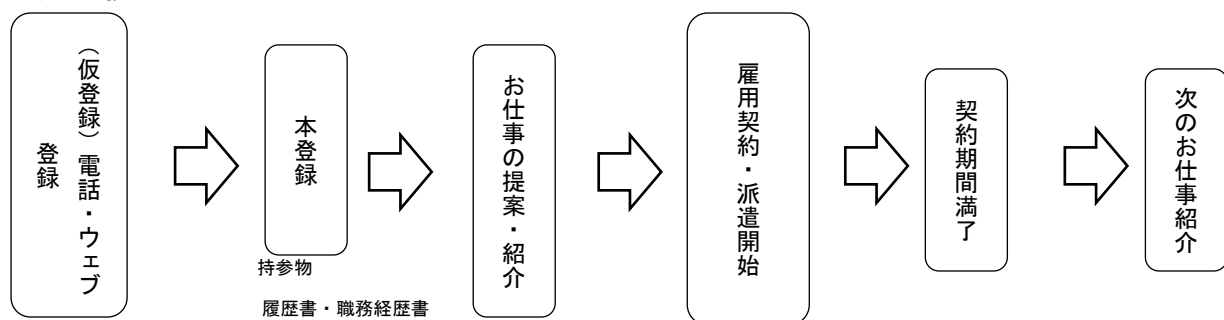 （仮登録）電話・ウェブ
登録
本登録
持参物
履歴書・職務経歴書
お仕事の提案・紹介
雇用契約・派遣開始
契約期間満了
次のお仕事紹介